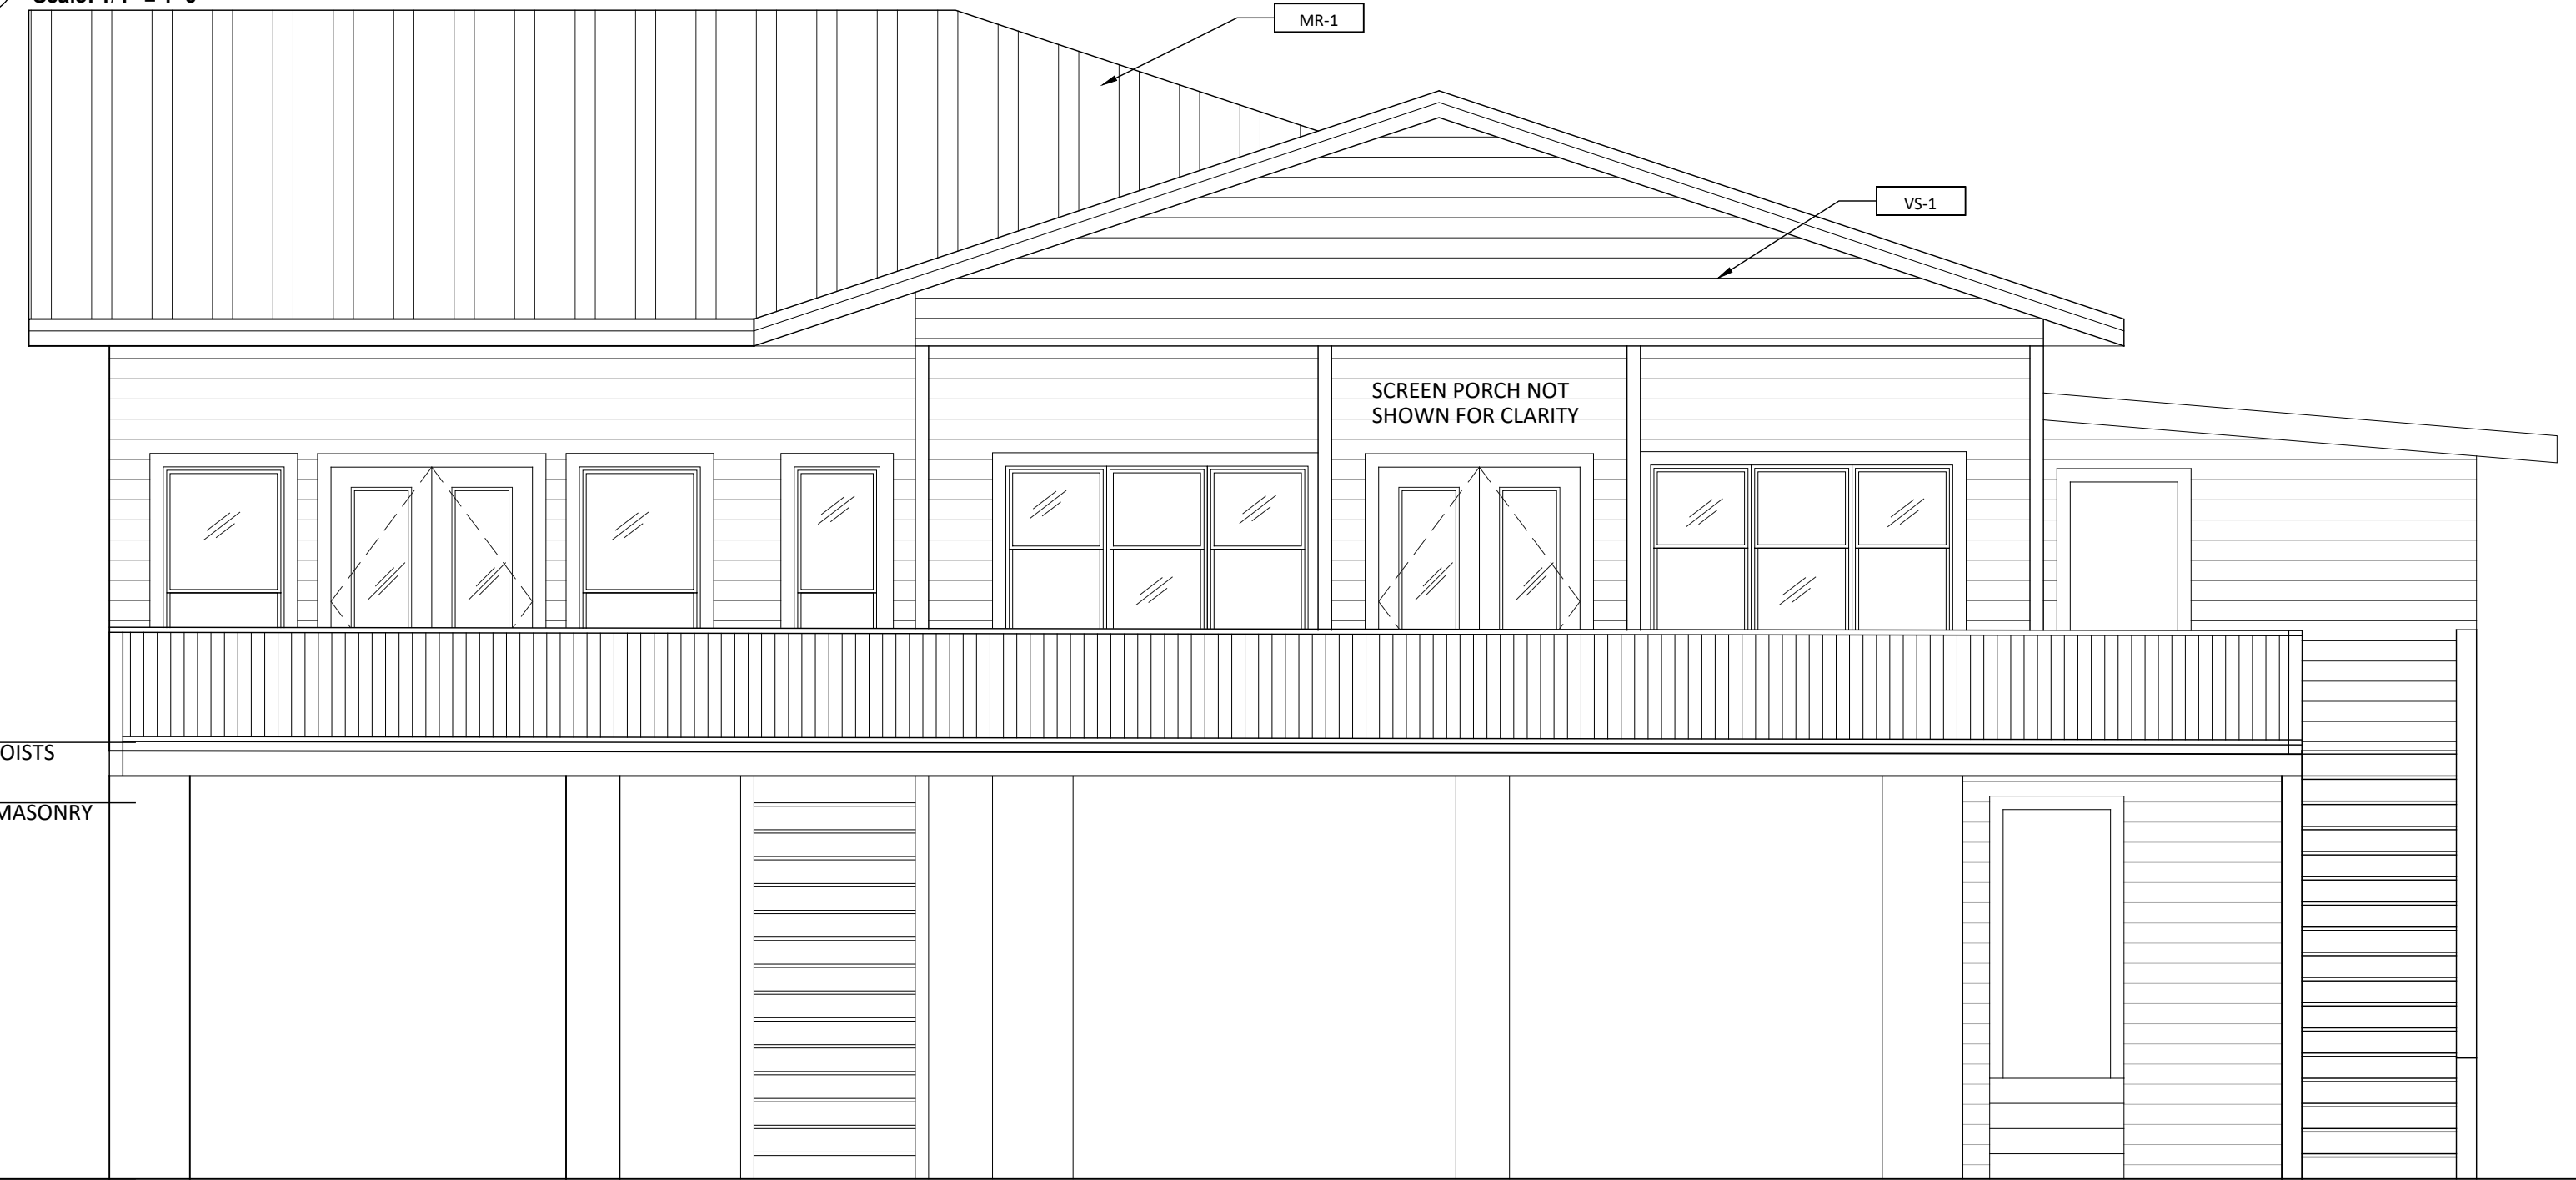 MR-1
VS-1
SCREEN PORCH NOT
SHOWN FOR CLARITY
OISTS
MASONRY